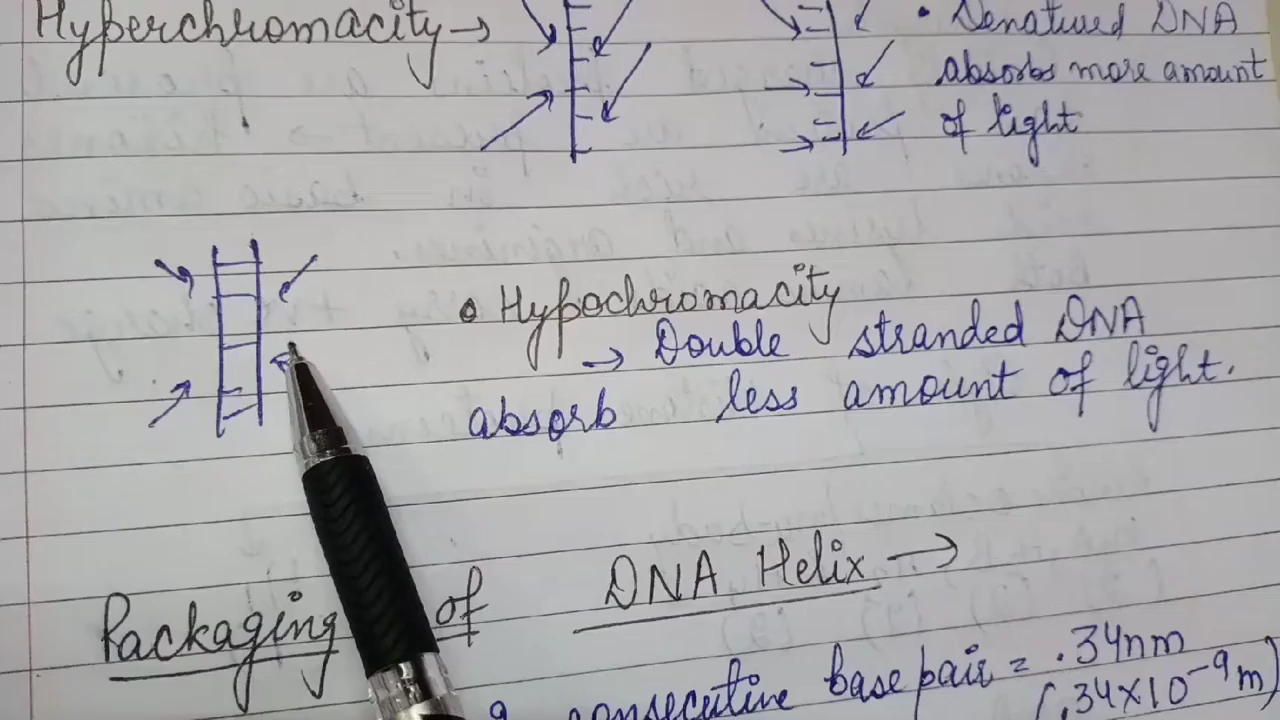 Hyperchromacity →
• Denatured DNA
absorbs more amount
of light
• Hypochromacity
→ Double stranded DNA
absorb less amount of light.
Packaging of DNA Helix →
consecutive base pair = .34nm
(.34×10⁻⁹m)